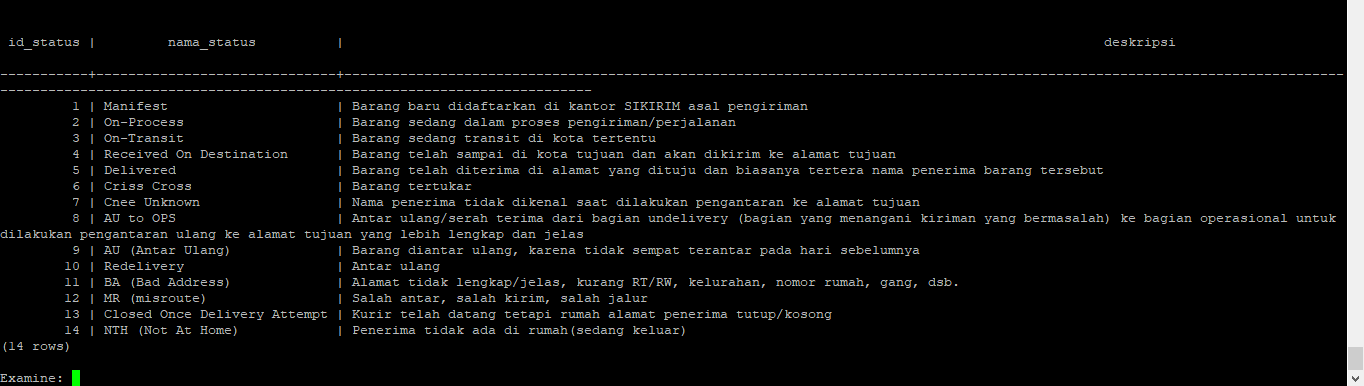 id_status | nama_status | deskripsi
-----------+------------------------------+-----------------------------------------------------------------------------------------------------------------------------
--------------------------------------------------------------------------
1 | Manifest | Barang baru didaftarkan di kantor SIKIRIM asal pengiriman
2 | On-Process | Barang sedang dalam proses pengiriman/perjalanan
3 | On-Transit | Barang sedang transit di kota tertentu
4 | Received On Destination | Barang telah sampai di kota tujuan dan akan dikirim ke alamat tujuan
5 | Delivered | Barang telah diterima di alamat yang dituju dan biasanya tertera nama penerima barang tersebut
6 | Criss Cross | Barang tertukar
7 | Cnee Unknown | Nama penerima tidak dikenal saat dilakukan pengantaran ke alamat tujuan
8 | AU to OPS | Antar ulang/serah terima dari bagian undelivery (bagian yang menangani kiriman yang bermasalah) ke bagian operasional untuk
dilakukan pengantaran ulang ke alamat tujuan yang lebih lengkap dan jelas
9 | AU (Antar Ulang) | Barang diantar ulang, karena tidak sempat terantar pada hari sebelumnya
10 | Redelivery | Antar ulang
11 | BA (Bad Address) | Alamat tidak lengkap/jelas, kurang RT/RW, kelurahan, nomor rumah, gang, dsb.
12 | MR (misroute) | Salah antar, salah kirim, salah jalur
13 | Closed Once Delivery Attempt | Kurir telah datang tetapi rumah alamat penerima tutup/kosong
14 | NTH (Not At Home) | Penerima tidak ada di rumah(sedang keluar)
(14 rows)
Examine: